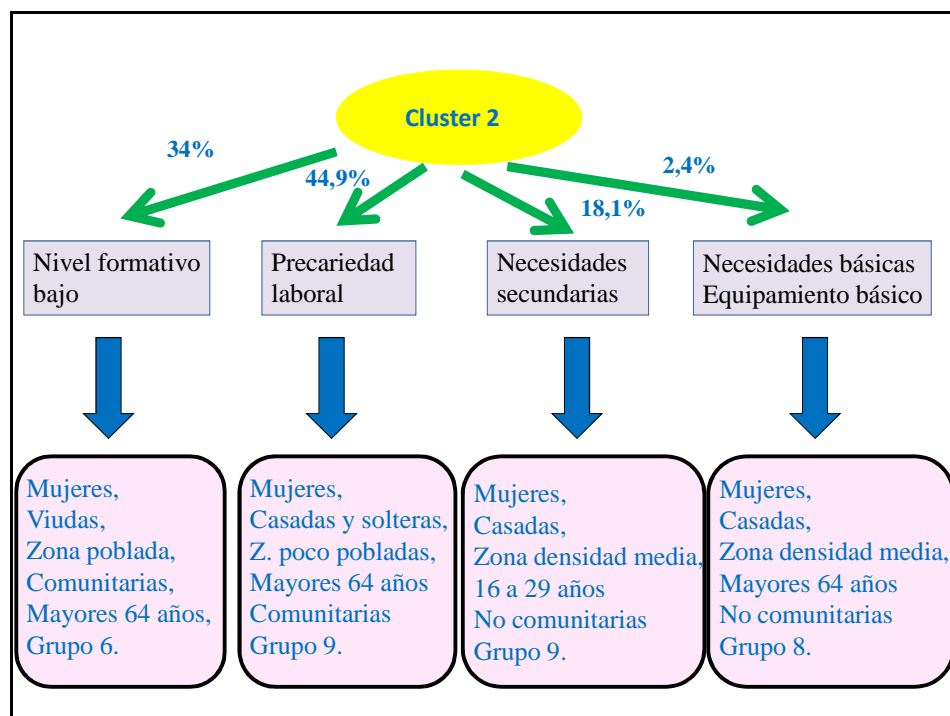 Cluster 2
34%
44,9%
18,1%
2,4%
Nivel formativo
bajo
Precariedad
laboral
Necesidades
secundarias
Necesidades básicas
Equipamiento básico
Mujeres,
Viudas,
Zona poblada,
Comunitarias,
Mayores 64 años,
Grupo 6.
Mujeres,
Casadas y solteras,
Z. poco pobladas,
Mayores 64 años
Comunitarias
Grupo 9.
Mujeres,
Casadas,
Zona densidad media,
16 a 29 años
No comunitarias
Grupo 9.
Mujeres,
Casadas,
Zona densidad media,
Mayores 64 años
No comunitarias
Grupo 8.